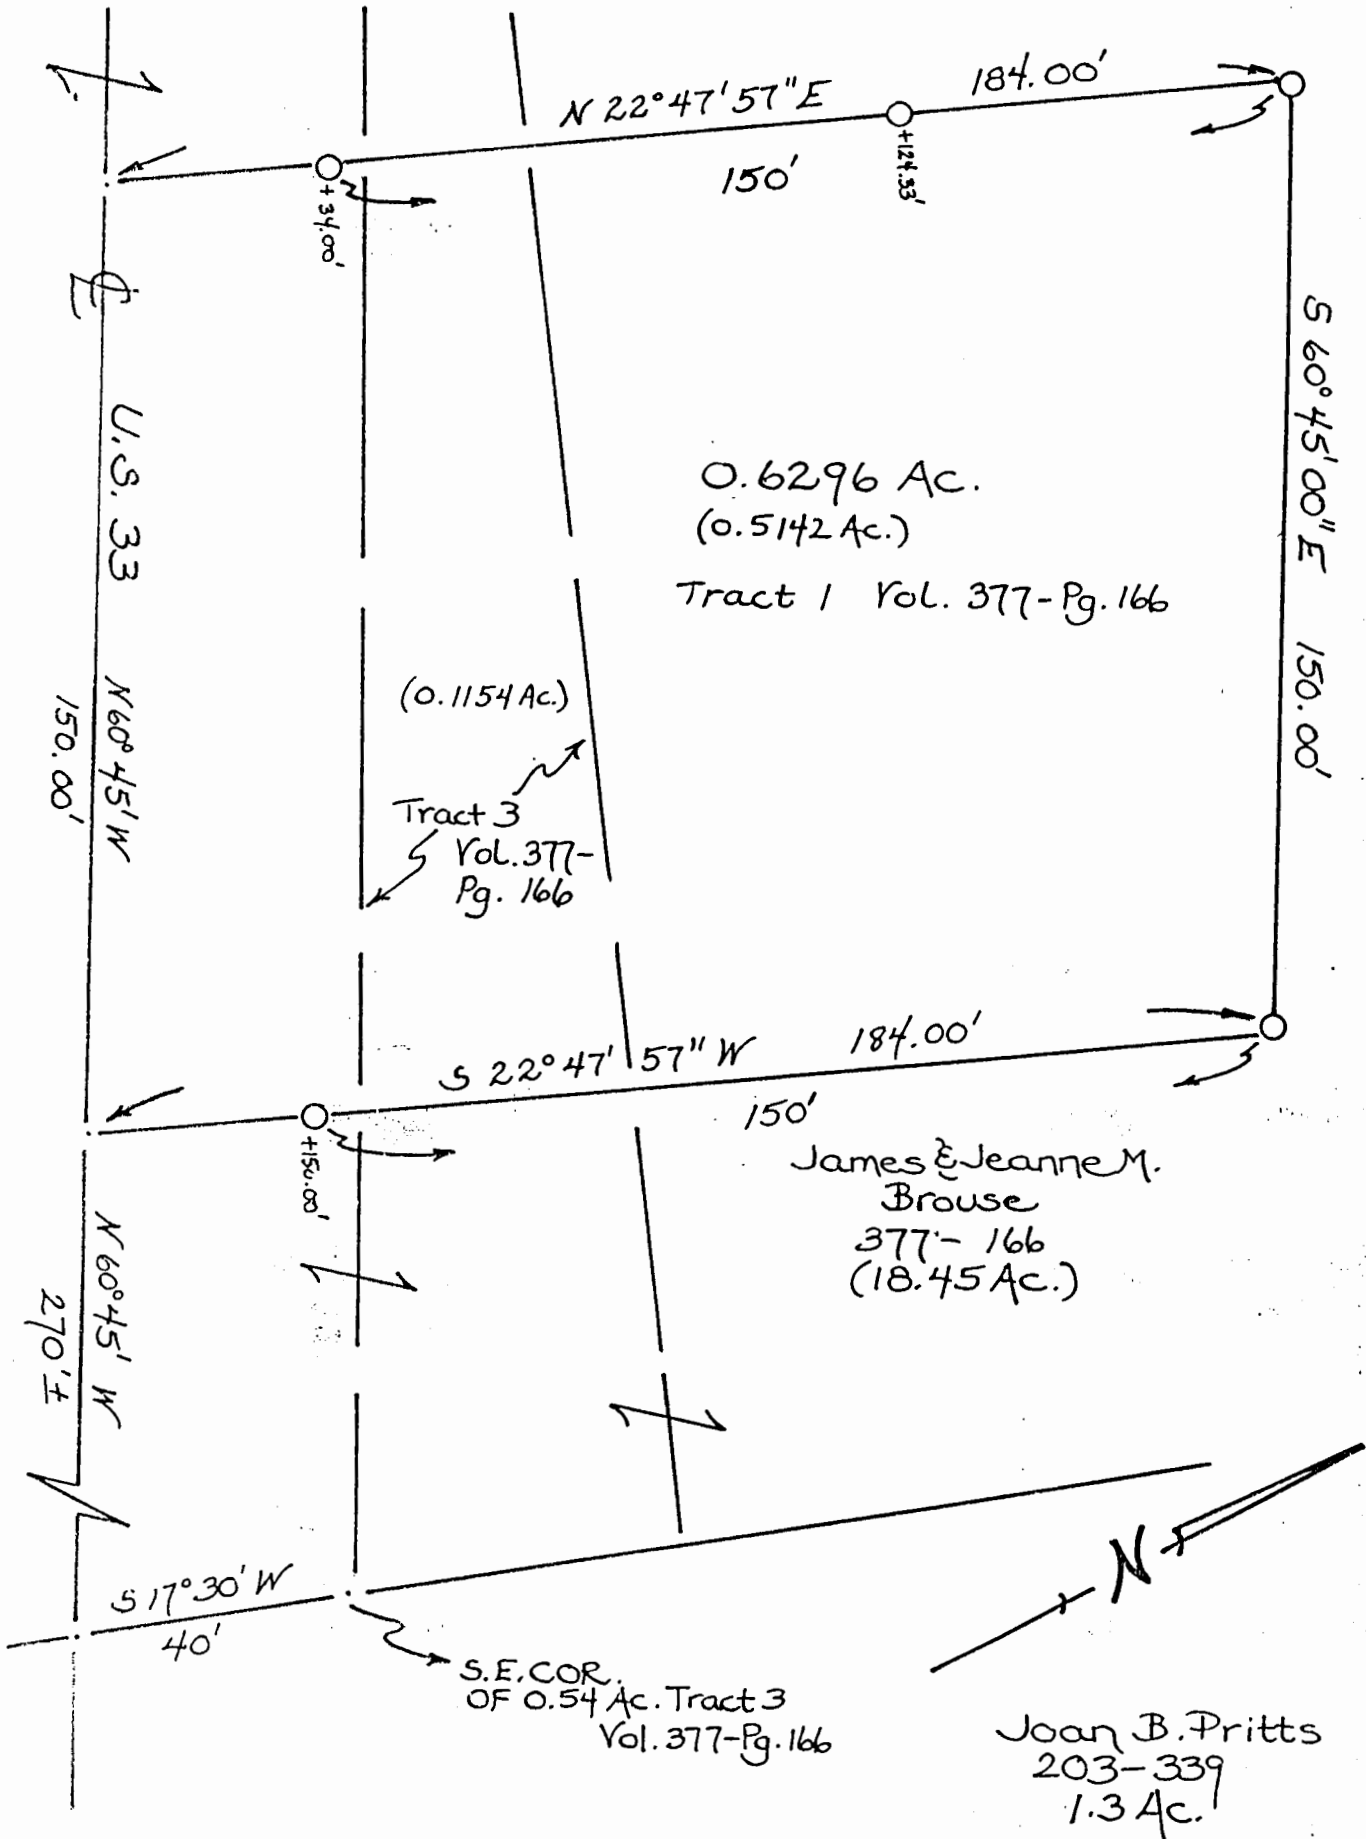 N 22°47'57"E
184.00'
150'
+124.33'
+34.00'
℄
U.S. 33
N60°45'W
150.00'
S 60°45'00"E 150.00'
0.6296 Ac.
(0.5142 Ac.)
Tract 1 Vol. 377-Pg. 166
(0.1154 Ac.)
Tract 3
Vol. 377-
Pg. 166
S 22°47'57" W
184.00'
150'
+150.00'
James & Jeanne M.
Brouse
377- 166
(18.45 Ac.)
N 60°45' W
270'±
S 17°30' W
40'
S.E. COR.
OF 0.54 Ac. Tract 3
Vol. 377-Pg. 166
N
Joan B. Pritts
203-339
1.3 Ac.